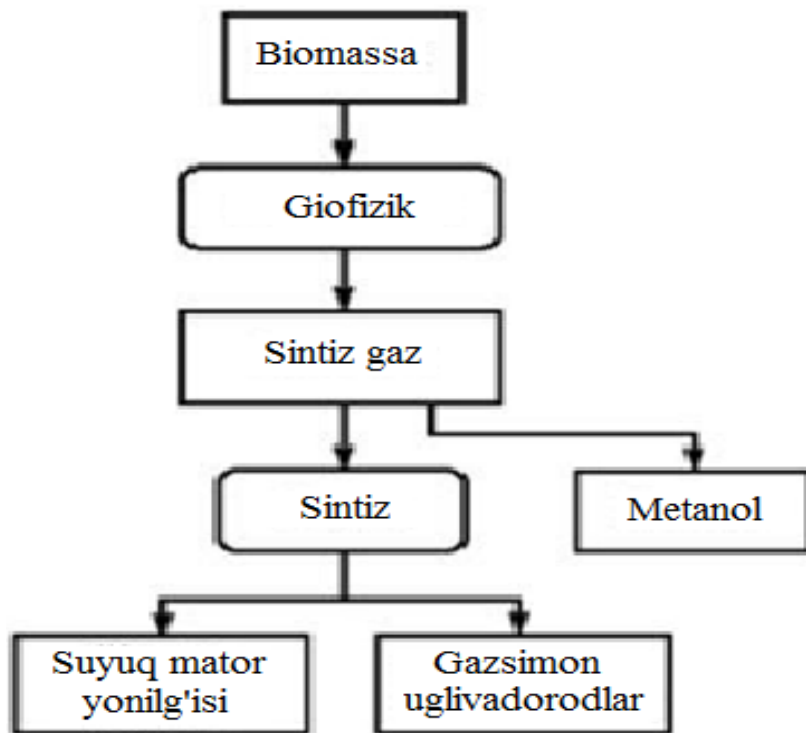 Biomassa
Giofizik
Sintiz gaz
Sintiz
Metanol
Suyuq mator
yonilg'isi
Gazsimon
uglivadorodlar